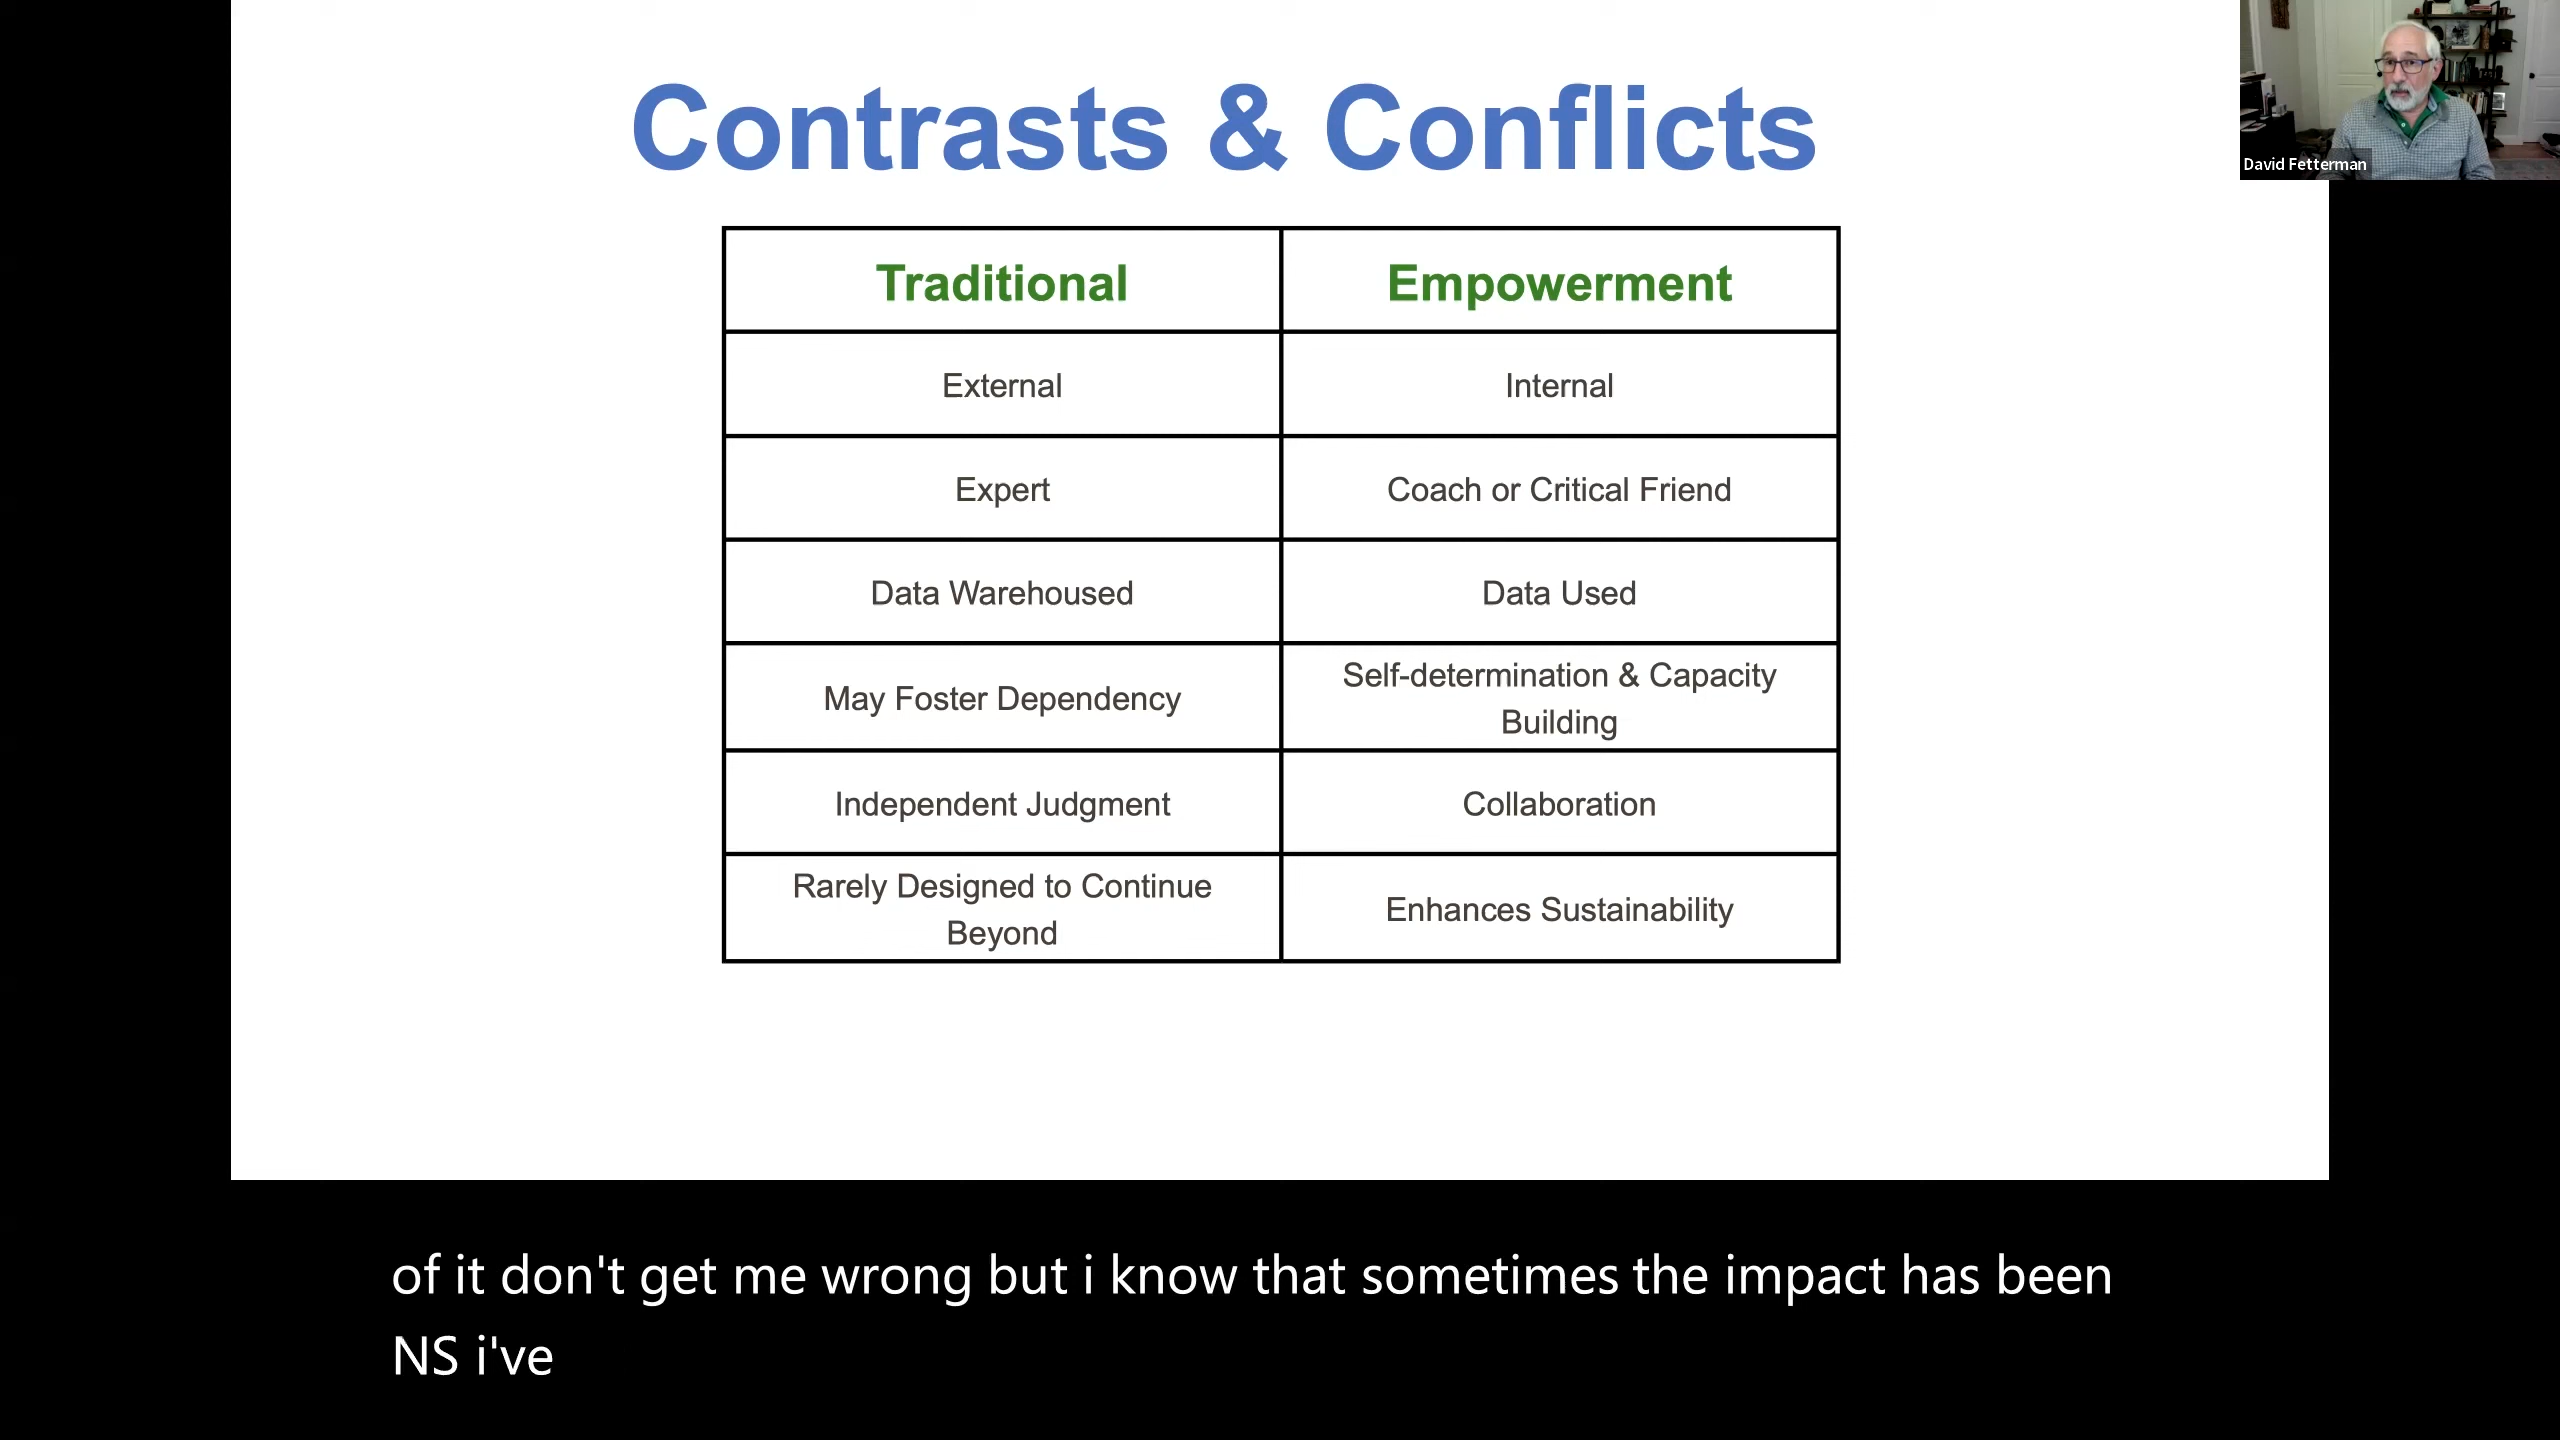 Contrasts & Conflicts
David Fetterman
Traditional
Empowerment
External
Internal
Expert
Coach or Critical Friend
Data Warehoused
Data Used
May Foster Dependency
Self-determination & Capacity
Building
Independent Judgment
Collaboration
Rarely Designed to Continue
Beyond
Enhances Sustainability
of it don't get me wrong but i know that sometimes the impact has been
NS i've